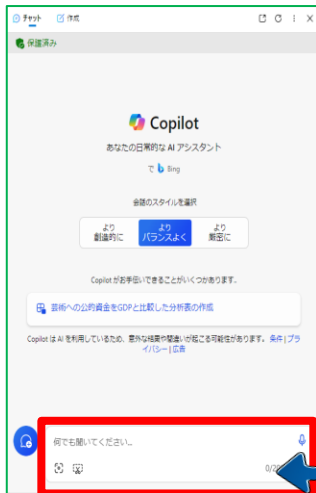 チャット 作成
保護済み
Copilot
あなたの日常的な AI アシスタント
で Bing
会話のスタイルを選択
より より より
創造的に バランスよく 厳密に
Copilot がお手伝いできることがいくつかあります。
芸術への公的資金をGDPと比較した分析表の作成
Copilot は AI を利用しているため、意外な結果や間違いが起こる可能性があります。 条件 | プラ
イバシー | 広告
何でも聞いてください...